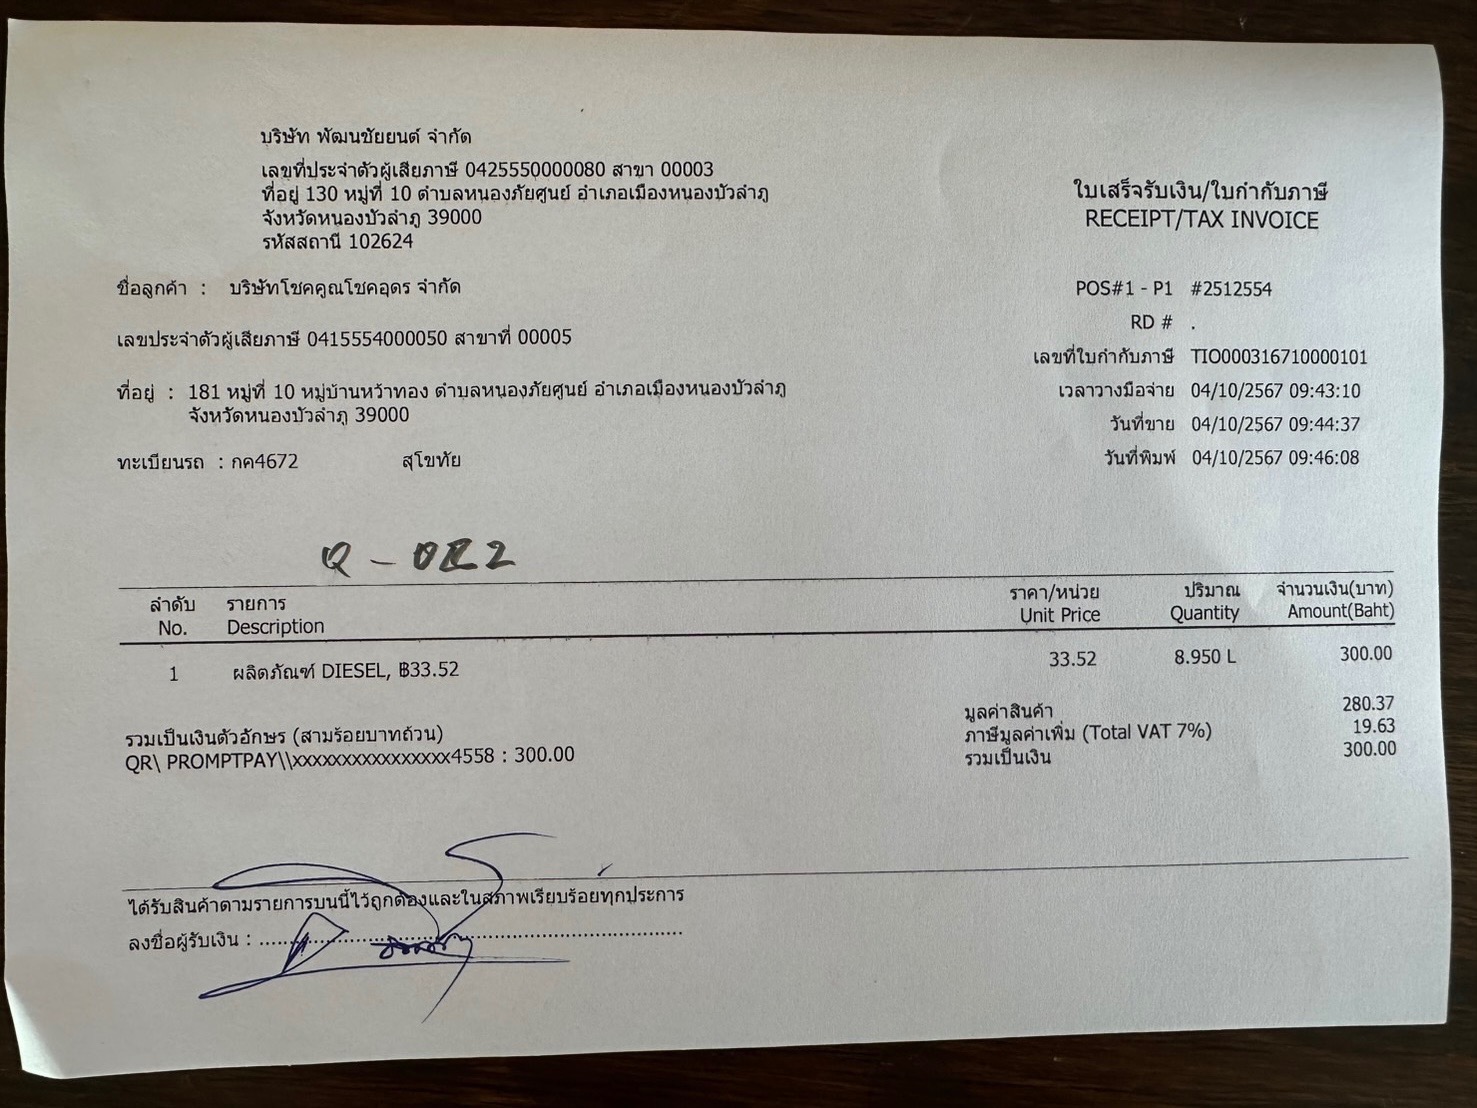 บริษัท พัฒนชัยยนต์ จำกัด
เลขที่ประจำตัวผู้เสียภาษี 0425550000080 สาขา 00003
ที่อยู่ 130 หมู่ที่ 10 ตำบลหนองภัยศูนย์ อำเภอเมืองหนองบัวลำภู
จังหวัดหนองบัวลำภู 39000
รหัสสถานี 102624
ใบเสร็จรับเงิน/ใบกำกับภาษี
RECEIPT/TAX INVOICE
ชื่อลูกค้า : บริษัทโชคคูณโชคอุดร จำกัด
เลขประจำตัวผู้เสียภาษี 0415554000050 สาขาที่ 00005
ที่อยู่ : 181 หมู่ที่ 10 หมู่บ้านหว้าทอง ตำบลหนองภัยศูนย์ อำเภอเมืองหนองบัวลำภู
จังหวัดหนองบัวลำภู 39000
ทะเบียนรถ : กค4672 สุโขทัย
POS#1 - P1 #2512554
RD # .
เลขที่ใบกำกับภาษี TIO000316710000101
เวลาวางมือจ่าย 04/10/2567 09:43:10
วันที่ขาย 04/10/2567 09:44:37
วันที่พิมพ์ 04/10/2567 09:46:08
ลำดับ รายการ ราคา/หน่วย ปริมาณ จำนวนเงิน(บาท)
No. Description Unit Price Quantity Amount(Baht)
1 ผลิตภัณฑ์ DIESEL, ฿33.52 33.52 8.950 L 300.00
มูลค่าสินค้า 280.37
ภาษีมูลค่าเพิ่ม (Total VAT 7%) 19.63
รวมเป็นเงิน 300.00
รวมเป็นเงินตัวอักษร (สามร้อยบาทถ้วน)
QR\ PROMPTPAY\\xxxxxxxxxxxxxxxx4558 : 300.00
ได้รับสินค้าตามรายการบนนี้ไว้ถูกต้องและในสภาพเรียบร้อยทุกประการ
ลงชื่อผู้รับเงิน :